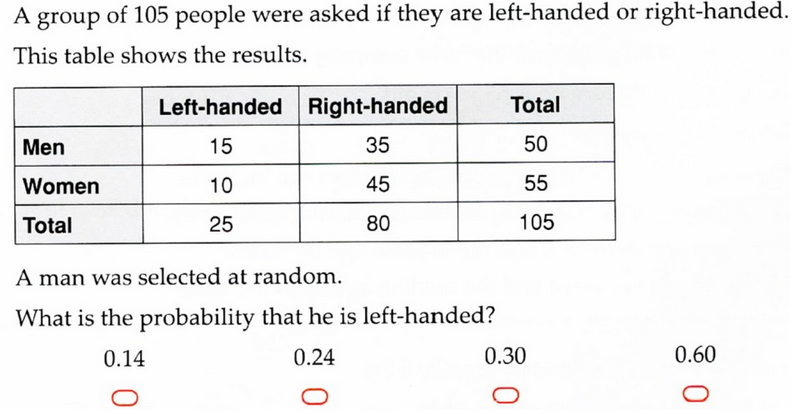 A group of 105 people were asked if they are left-handed or right-handed.
This table shows the results.
Left-handed Right-handed Total
Men 15 35 50
Women 10 45 55
Total 25 80 105
A man was selected at random.
What is the probability that he is left-handed?
0.14 0.24 0.30 0.60